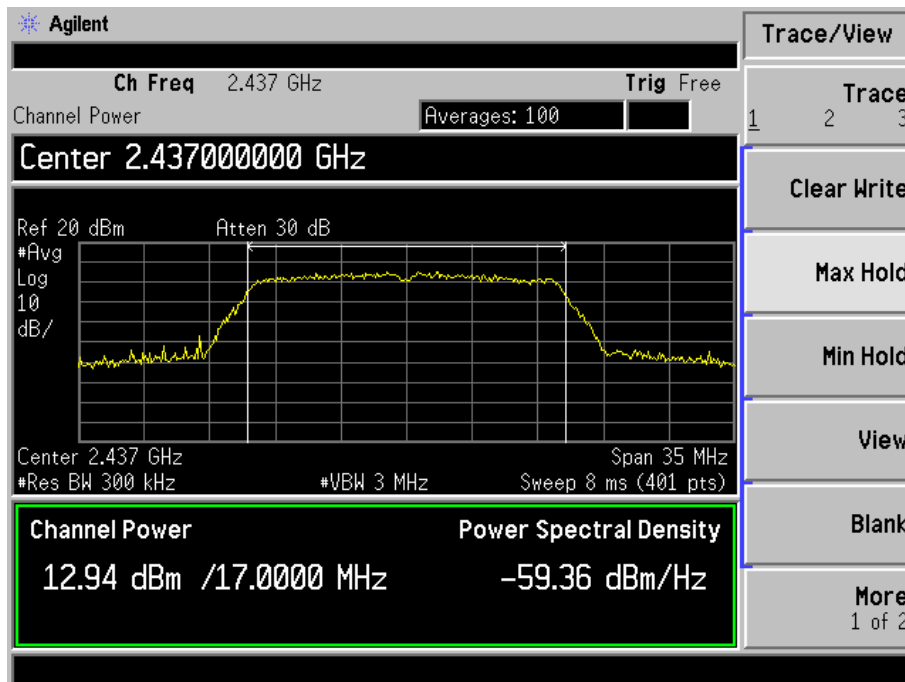 Agilent
Ch Freq 2.437 GHz Trig Free
Channel Power Averages: 100
Center 2.437000000 GHz
Ref 20 dBm Atten 30 dB
#Avg
Log
10
dB/
Center 2.437 GHz Span 35 MHz
#Res BW 300 kHz #VBW 3 MHz Sweep 8 ms (401 pts)
Channel Power Power Spectral Density
12.94 dBm /17.0000 MHz -59.36 dBm/Hz
Trace/View
Trace
1 2 3
Clear Write
Max Hold
Min Hold
View
Blank
More
1 of 2